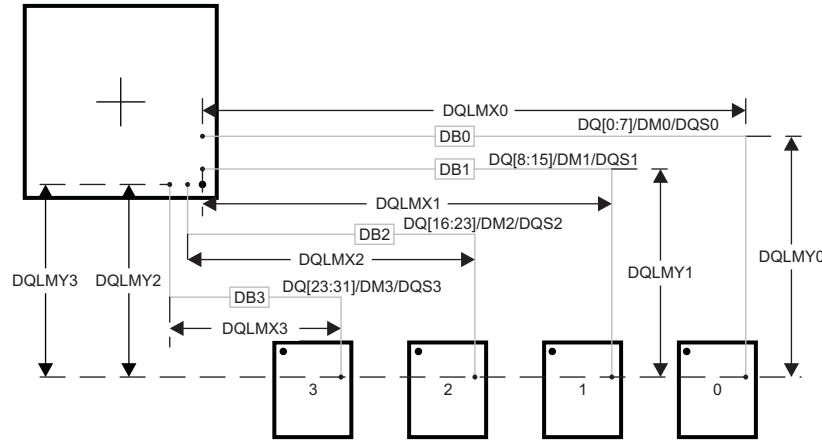 DQLMX0
DQ[0:7]/DM0/DQS0
DB0
DQ[8:15]/DM1/DQS1
DB1
DQLMX1
DQ[16:23]/DM2/DQS2
DB2
DQLMX2
DQLMY3
DQLMY2
DQLMY1
DQLMY0
DQ[23:31]/DM3/DQS3
DB3
DQLMX3
3
2
1
0